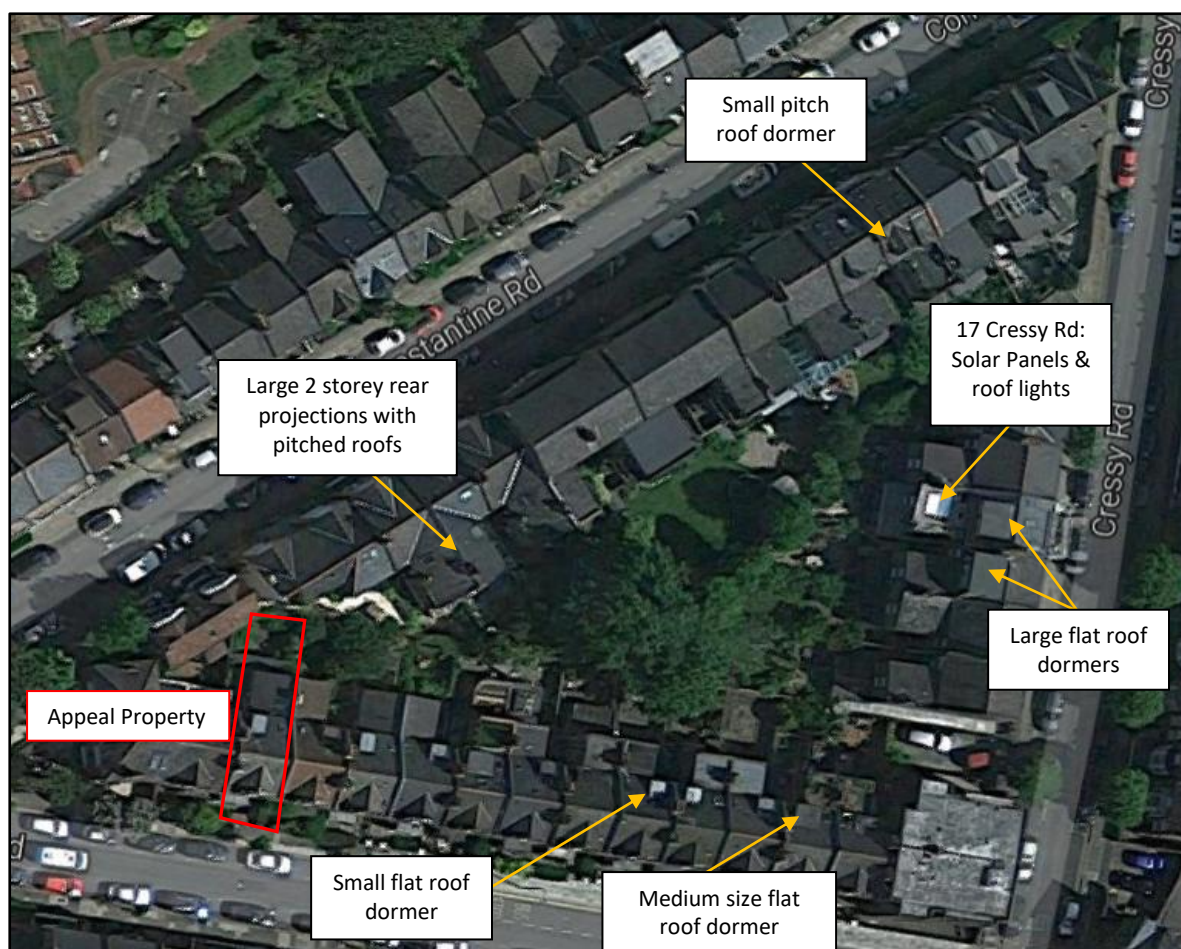 Con
Cressy
Small pitch
roof dormer
nstantine Rd
17 Cressy Rd:
Solar Panels &
roof lights
Large 2 storey rear
projections with
pitched roofs
Cressy Rd
Large flat roof
dormers
Appeal Property
d
Small flat roof
dormer
Medium size flat
roof dormer